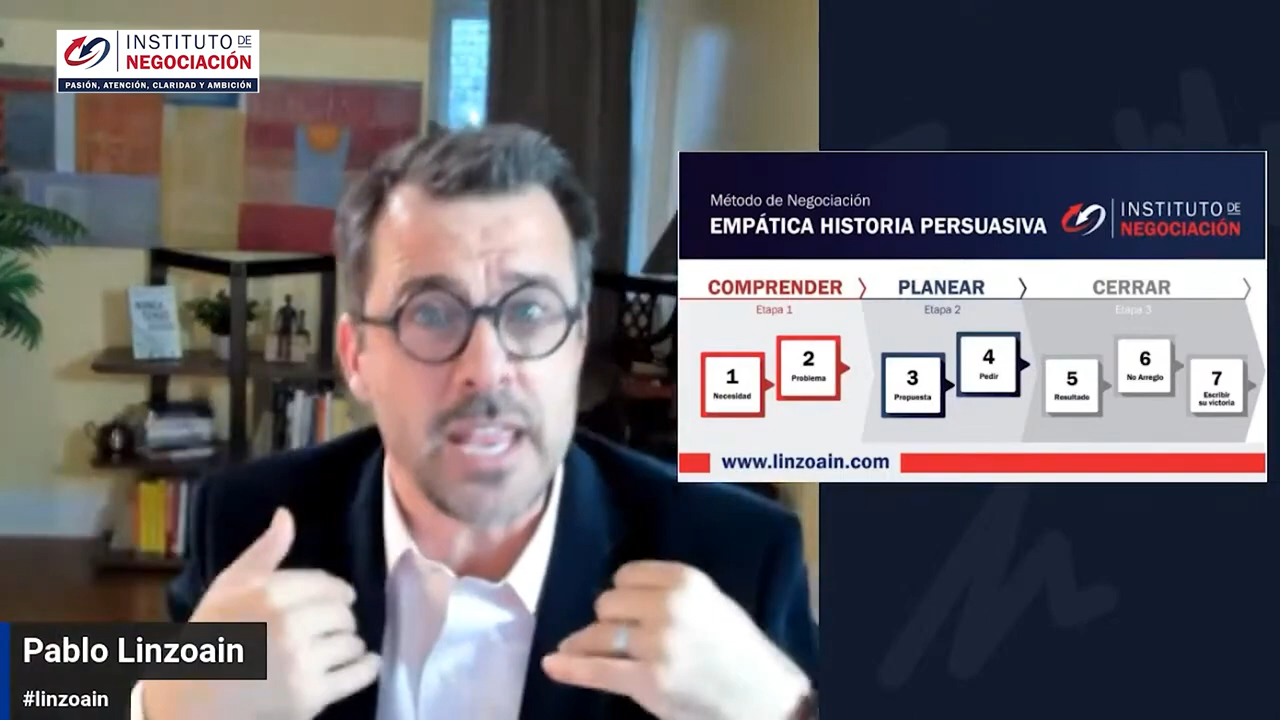 INSTITUTO DE
NEGOCIACIÓN
PASIÓN, ATENCIÓN, CLARIDAD Y AMBICIÓN
Método de Negociación
EMPÁTICA HISTORIA PERSUASIVA
INSTITUTO DE
NEGOCIACIÓN
COMPRENDER
PLANEAR
CERRAR
Etapa 1
Etapa 2
Etapa 3
1
Necesidad
2
Problema
3
Propuesta
4
Pedir
5
Resultado
6
No Arreglo
7
Escribir
su victoria
www.linzoain.com
Pablo Linzoain
#linzoain